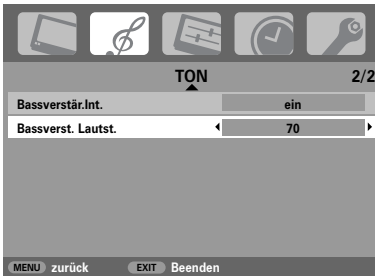 TON 2/2
Bassverstär.Int. ein
Bassverst. Lautst. 70
MENU zurück EXIT Beenden